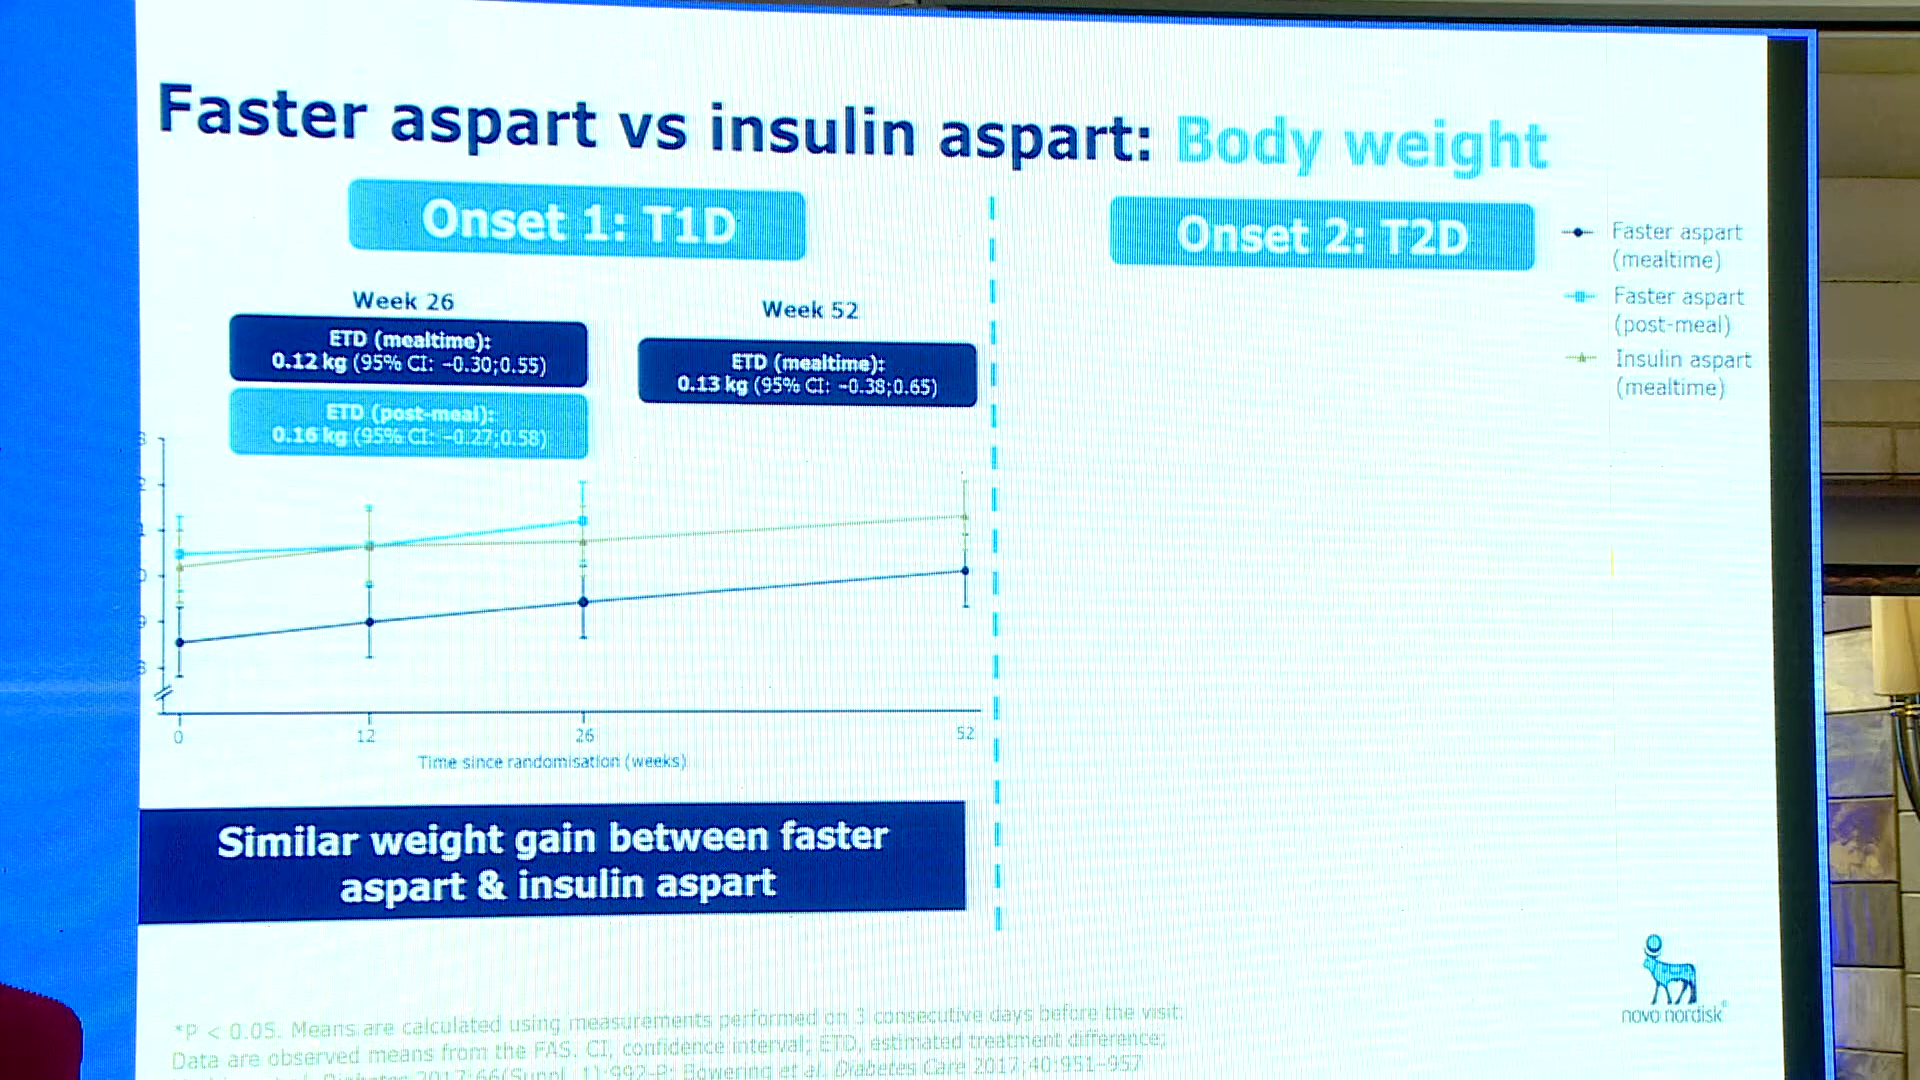 Faster aspart vs insulin aspart: Body weight
Onset 1: T1D
Onset 2: T2D
Faster aspart
(mealtime)
Faster aspart
(post-meal)
Insulin aspart
(mealtime)
Week 26
ETD (mealtime):
0.12 kg (95% CI: −0.30;0.55)
ETD (post-meal):
0.16 kg (95% CI: −0.27;0.58)
Week 52
ETD (mealtime):
0.13 kg (95% CI: −0.38;0.65)
0 12 26 52
Time since randomisation (weeks)
Similar weight gain between faster
aspart & insulin aspart
novo nordisk®
*P < 0.05. Means are calculated using measurements performed on 3 consecutive days before the visit;
Data are observed means from the FAS. CI, confidence interval; ETD, estimated treatment difference;
Diabetes 2017;66(Suppl. 1):992-P; Bowering et al. Diabetes Care 2017;40:951–957